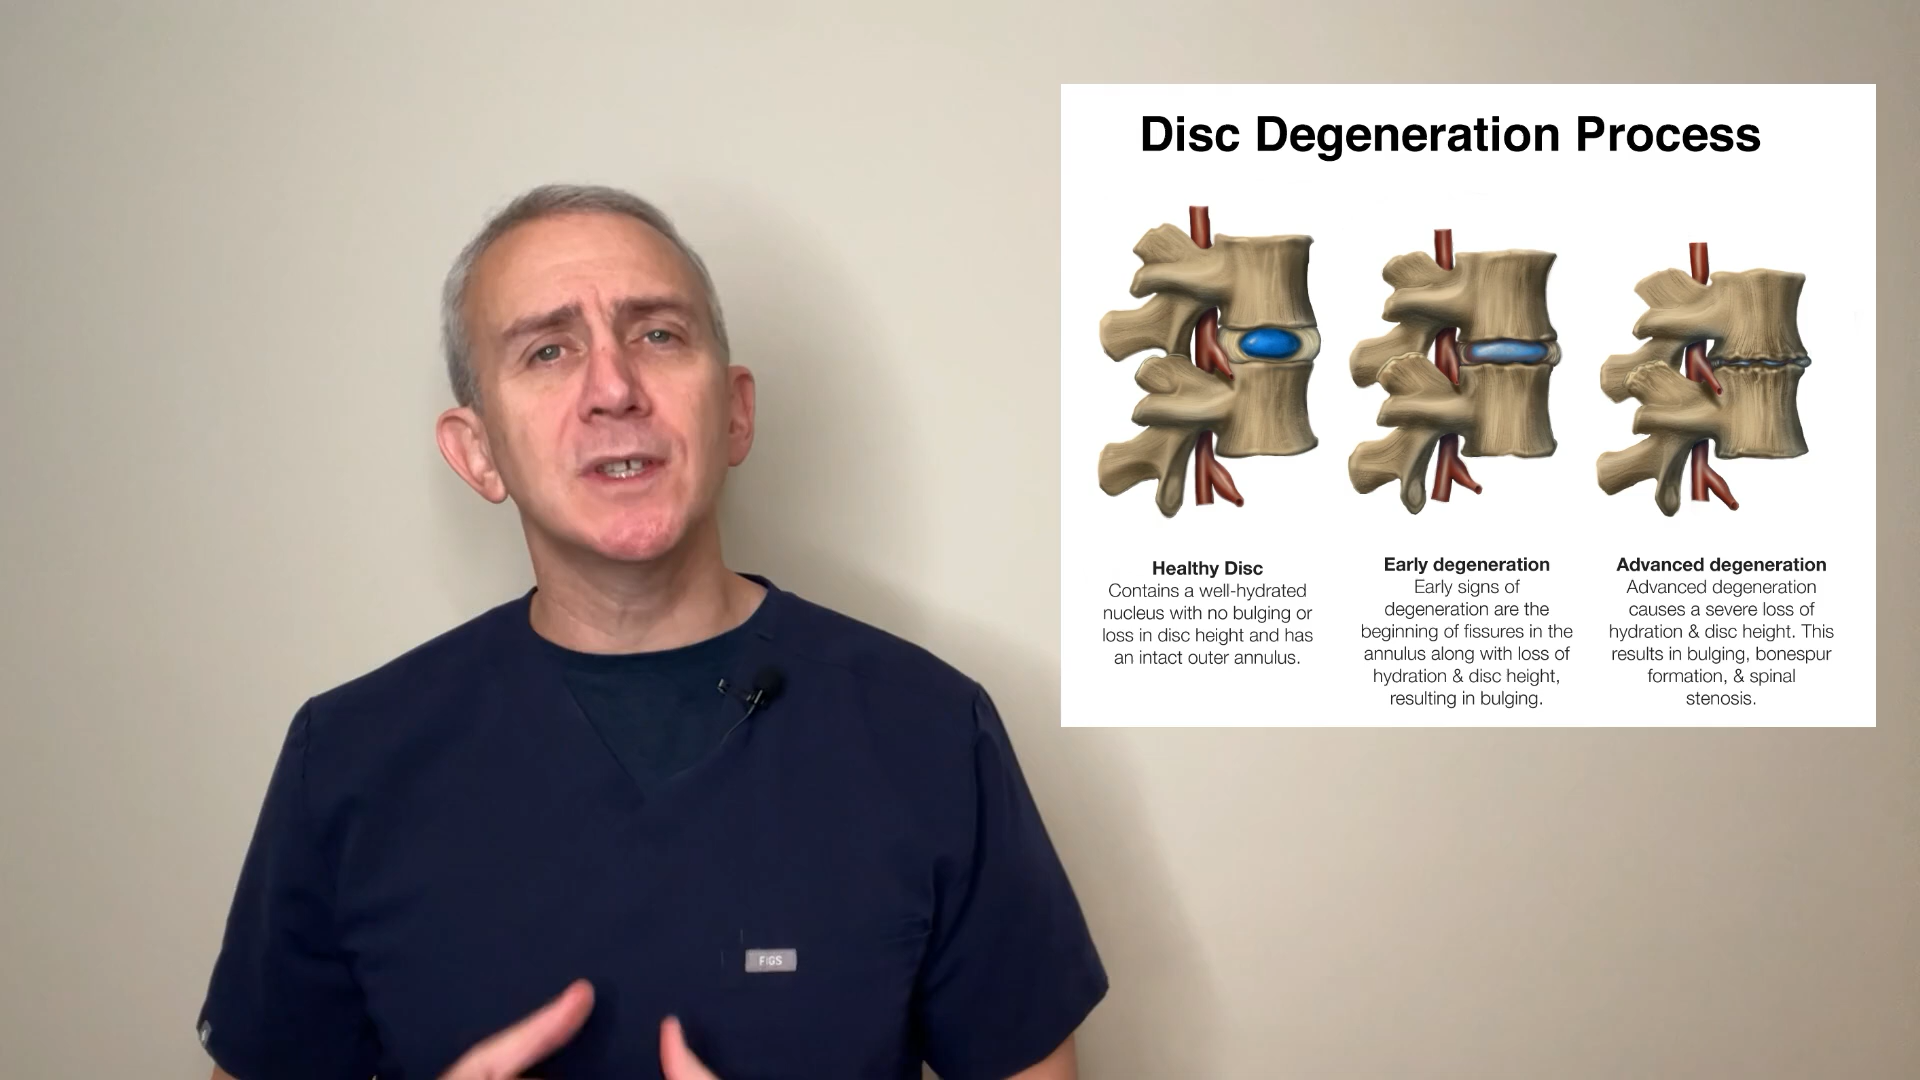 Disc Degeneration Process
Healthy Disc
Contains a well-hydrated
nucleus with no bulging or
loss in disc height and has
an intact outer annulus.
Early degeneration
Early signs of
degeneration are the
beginning of fissures in the
annulus along with loss of
hydration & disc height,
resulting in bulging.
Advanced degeneration
Advanced degeneration
causes a severe loss of
hydration & disc height. This
results in bulging, bonespur
formation, & spinal
stenosis.
FIGS